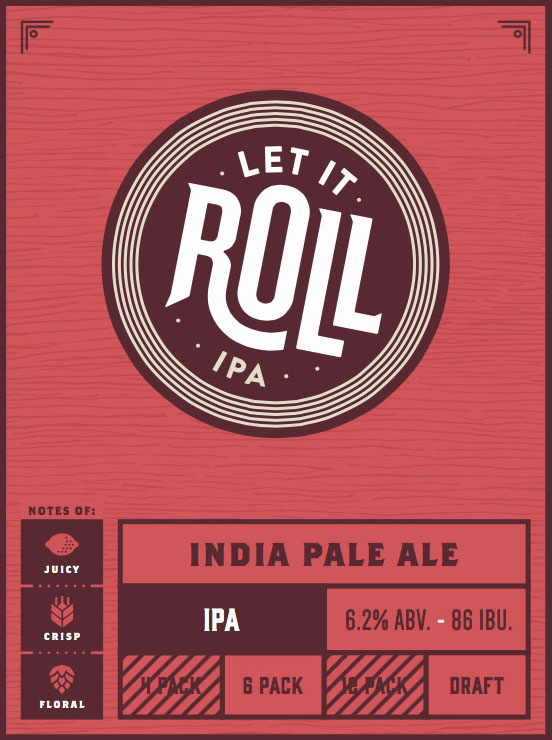 LET IT
ROLL
IPA
NOTES OF:
JUICY
CRISP
FLORAL
INDIA PALE ALE
IPA
6.2% ABV. - 86 IBU.
4 PACK
6 PACK
12 PACK
DRAFT